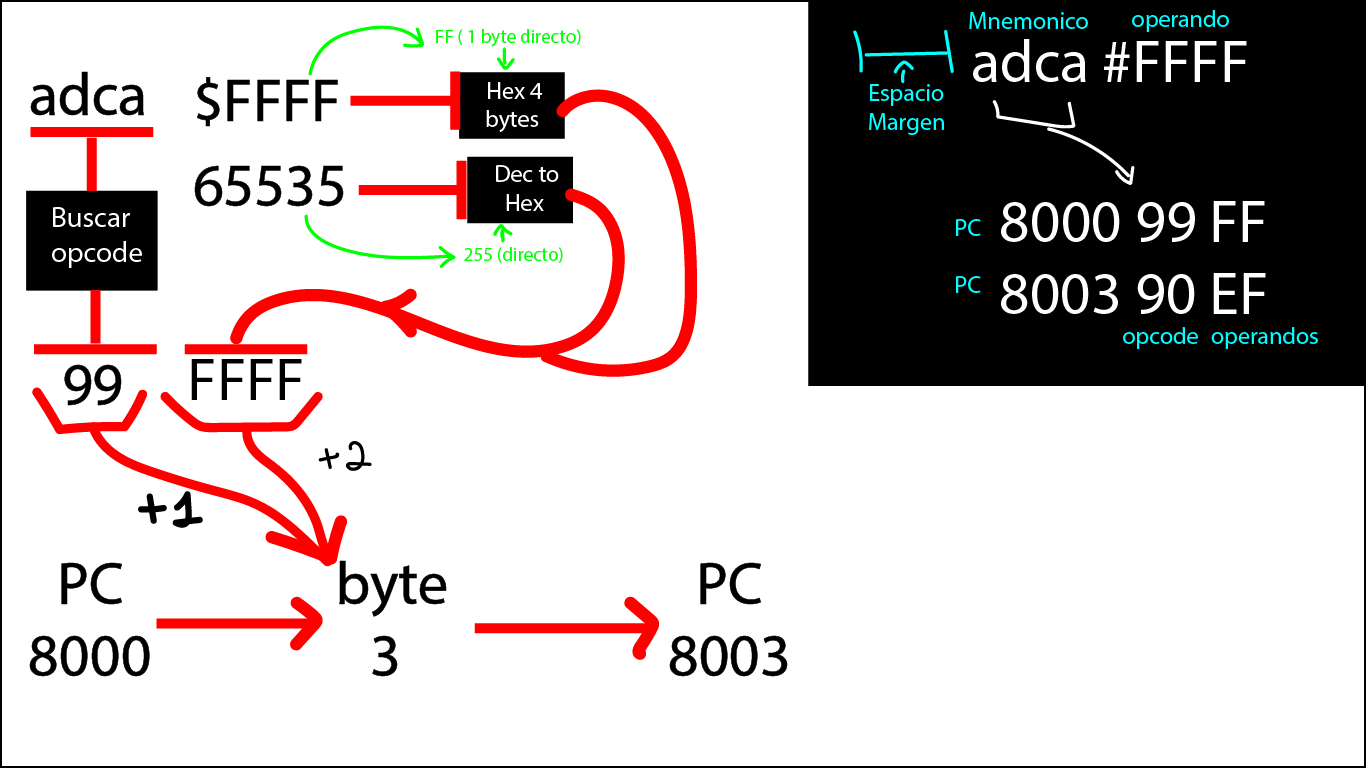 adca
$FFFF
65535
FF ( 1 byte directo)
Hex 4
bytes
Dec to
Hex
255 (directo)
Buscar
opcode
99
FFFF
+1
+2
PC
8000
byte
3
PC
8003
Mnemonico operando
adca #FFFF
Espacio
Margen
PC 8000 99 FF
PC 8003 90 EF
opcode operandos